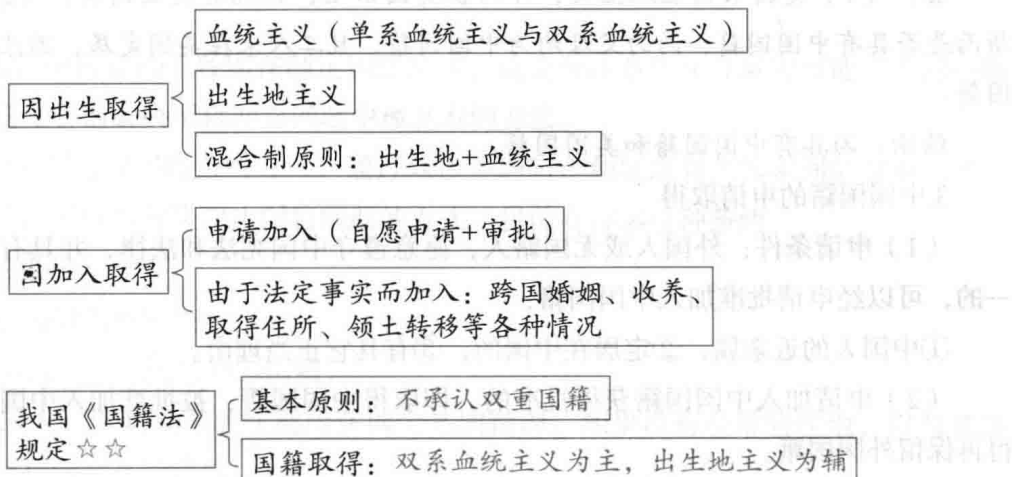 血统主义（单系血统主义与双系血统主义）
因出生取得
出生地主义
混合制原则：出生地+血统主义
申请加入（自愿申请+审批）
因加入取得
由于法定事实而加入：跨国婚姻、收养、
取得住所、领土转移等各种情况
我国《国籍法》
规定☆☆
基本原则：不承认双重国籍
国籍取得：双系血统主义为主，出生地主义为辅